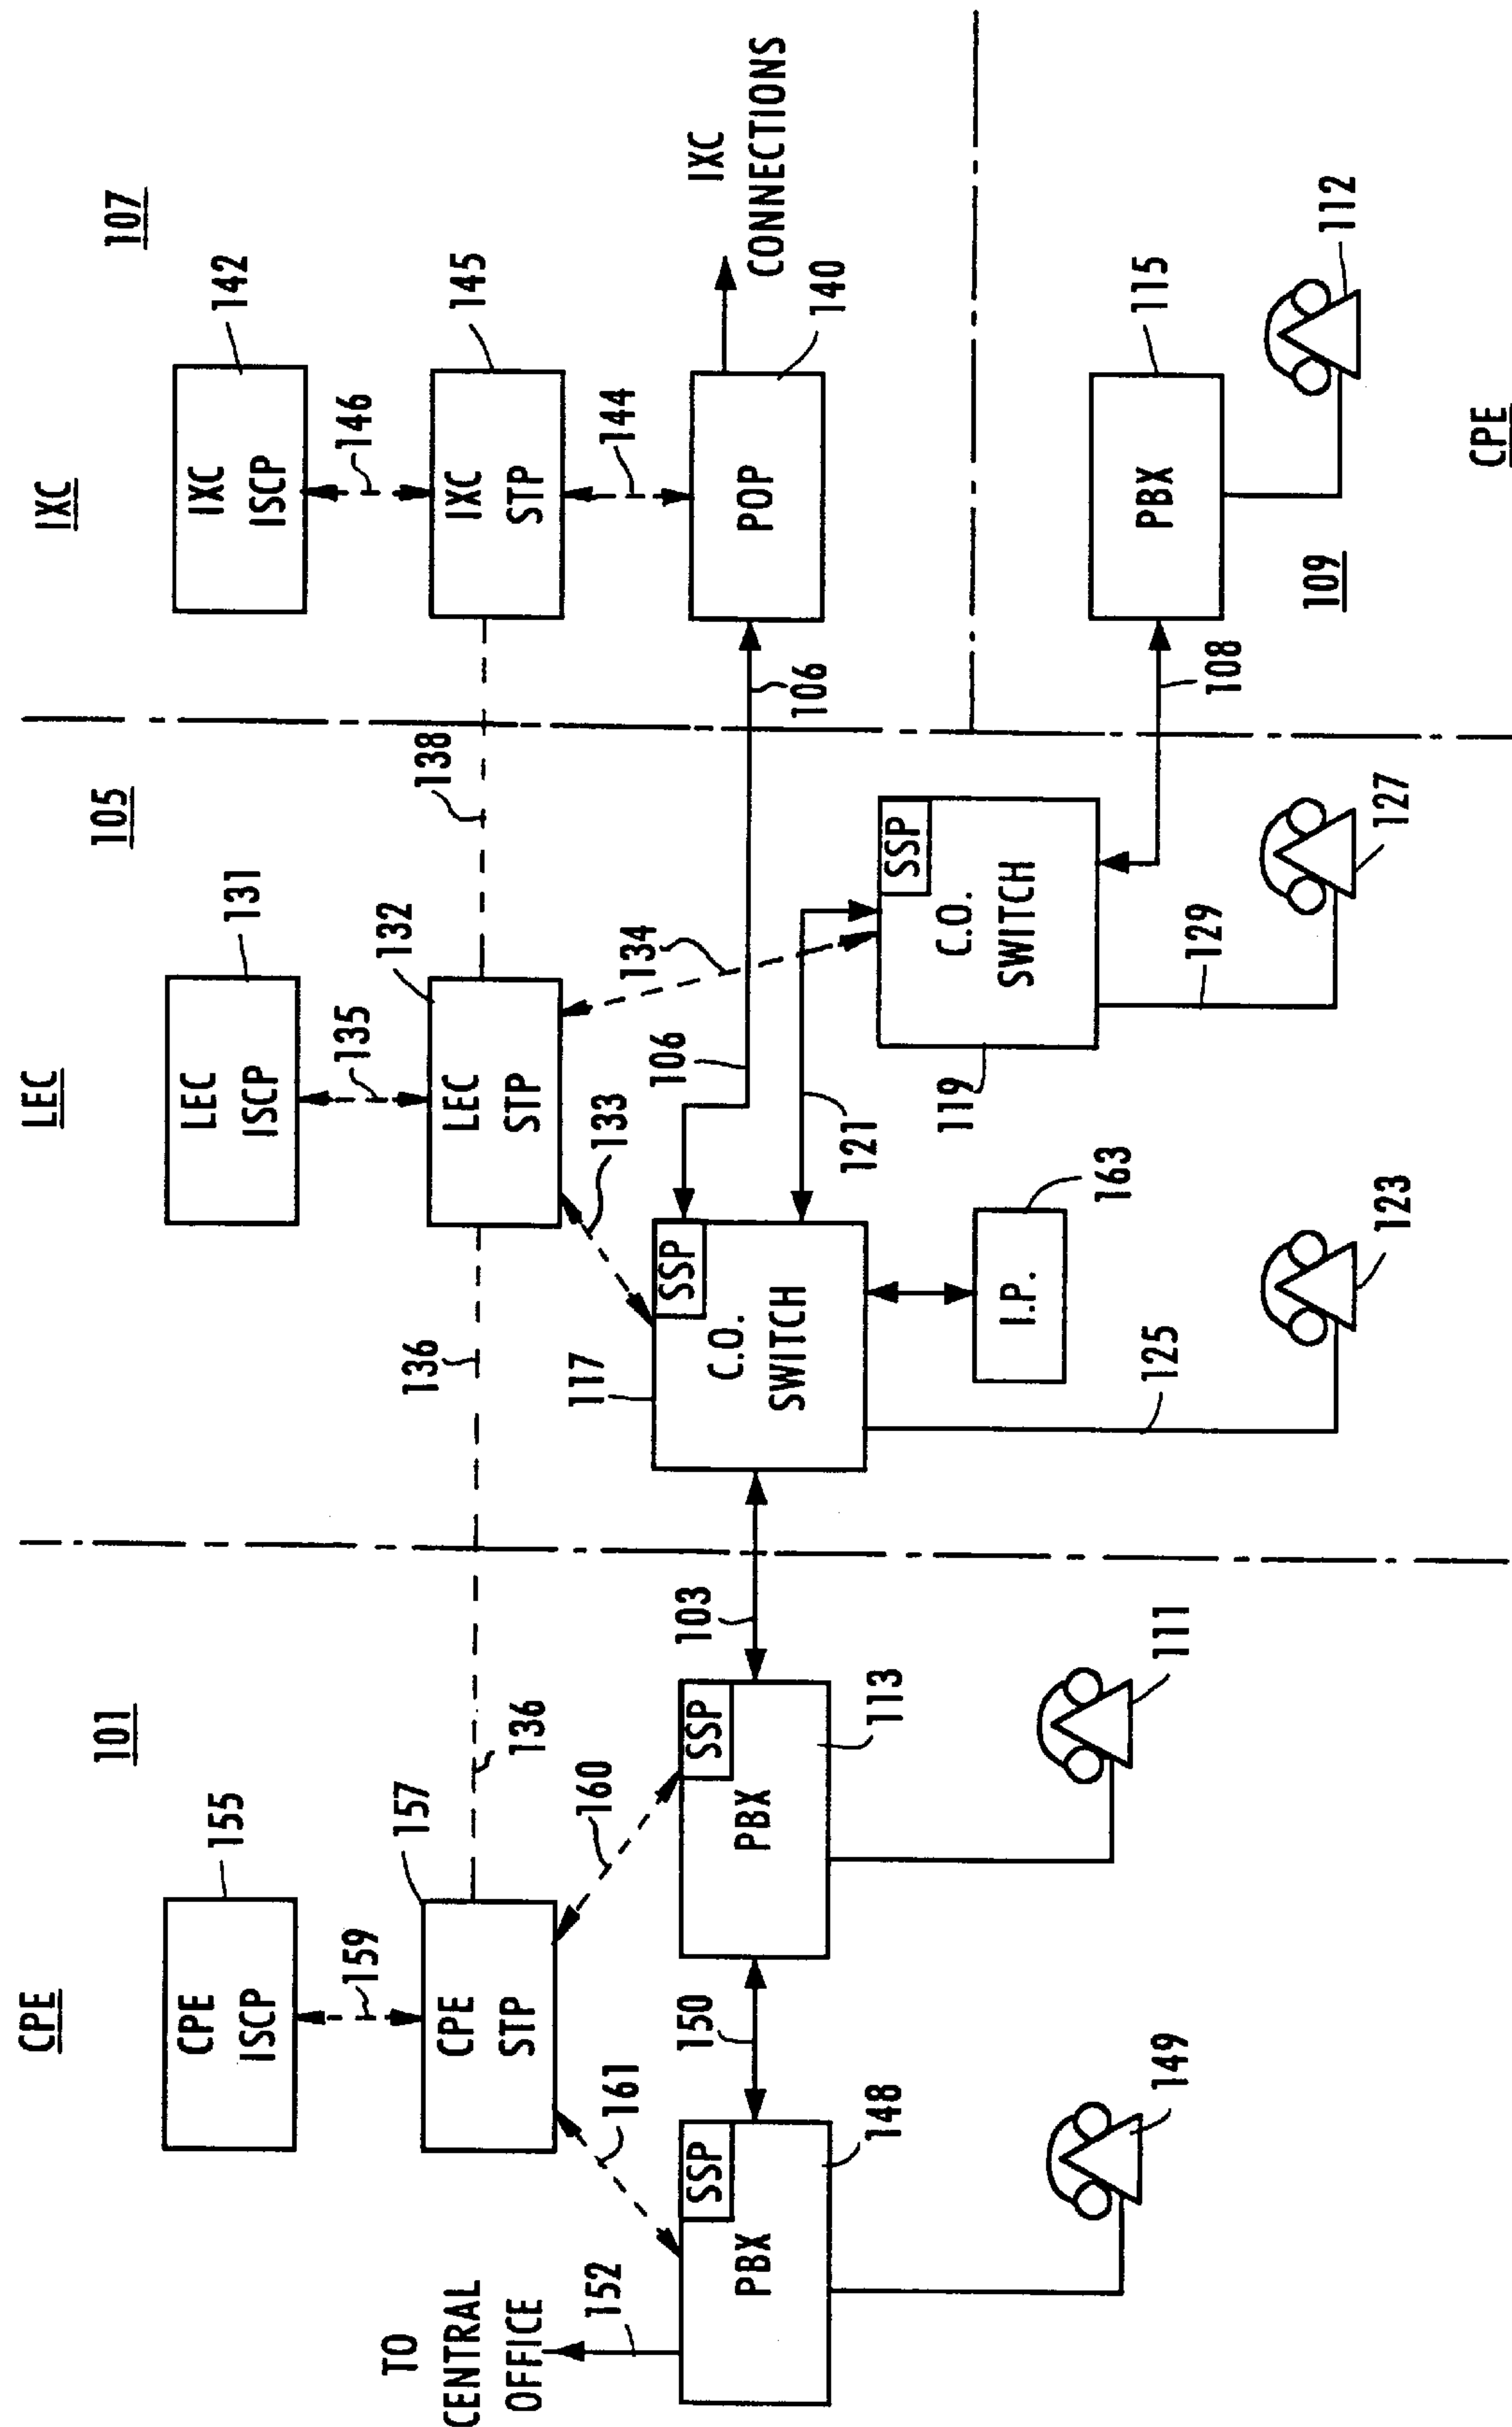 CPE
101
CPE
ISCP
155
159
CPE
STP
157
136
161
160
TO
CENTRAL
OFFICE
152
SSP
PBX
148
150
SSP
PBX
113
103
149
111
LEC
105
LEC
ISCP
131
135
LEC
STP
132
136
138
133
134
117
SSP
C.O.
SWITCH
106
121
119
SSP
C.O.
SWITCH
I.P.
163
125
123
129
127
IXC
107
IXC
ISCP
142
146
IXC
STP
145
144
106
POP
140
IXC
CONNECTIONS
108
PBX
115
109
112
CPE